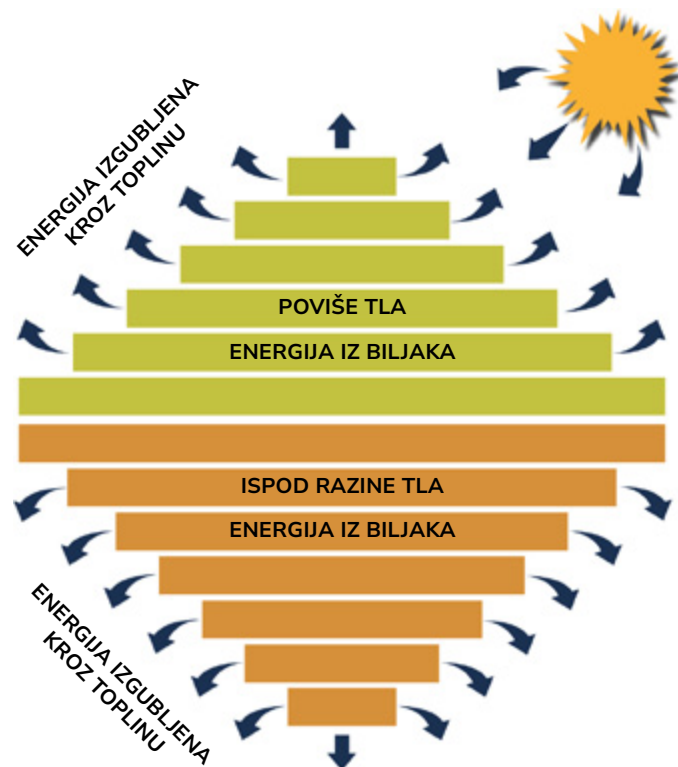 ENERGIJA IZGUBLJENA
KROZ TOPLINU
POVIŠE TLA
ENERGIJA IZ BILJAKA
ISPOD RAZINE TLA
ENERGIJA IZ BILJAKA
ENERGIJA IZGUBLJENA
KROZ TOPLINU